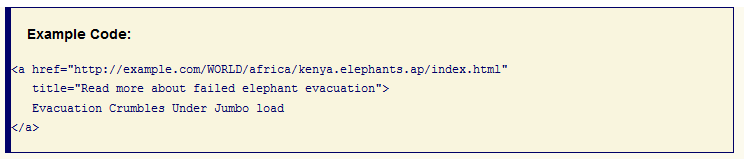 Example Code:
<a href="http://example.com/WORLD/africa/kenya.elephants.ap/index.html"
   title="Read more about failed elephant evacuation">
   Evacuation Crumbles Under Jumbo load
</a>